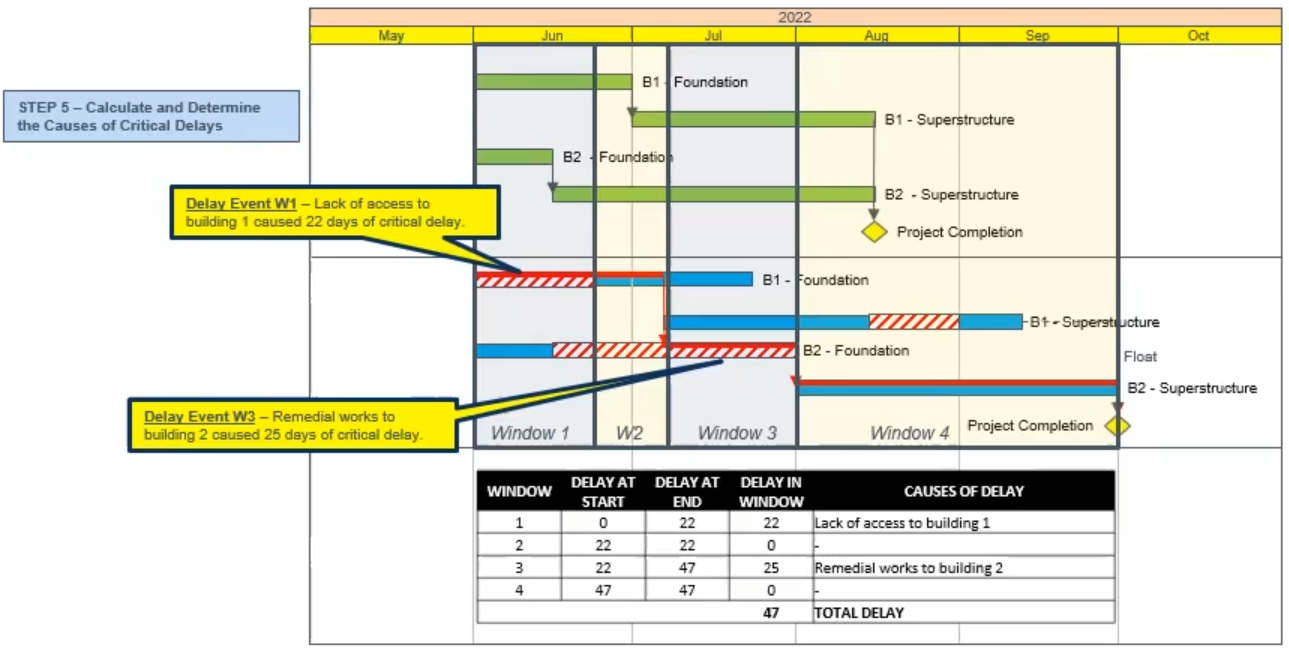 2022
May Jun Jul Aug Sep Oct
STEP 5 – Calculate and Determine
the Causes of Critical Delays
B1 - Foundation
B1 - Superstructure
B2 - Foundation
B2 - Superstructure
Project Completion
Delay Event W1 – Lack of access to
building 1 caused 22 days of critical delay.
B1 - Foundation
B1 - Superstructure
B2 - Foundation
Float
B2 - Superstructure
Delay Event W3 – Remedial works to
building 2 caused 25 days of critical delay.
Project Completion
Window 1 W2 Window 3 Window 4
WINDOW DELAY AT START DELAY AT END DELAY IN WINDOW CAUSES OF DELAY
1 0 22 22 Lack of access to building 1
2 22 22 0 -
3 22 47 25 Remedial works to building 2
4 47 47 0 -
47 TOTAL DELAY